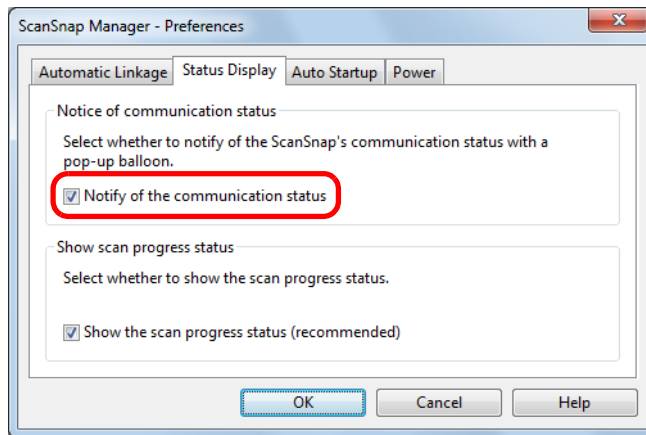 ScanSnap Manager - Preferences
Automatic Linkage Status Display Auto Startup Power
Notice of communication status
Select whether to notify of the ScanSnap's communication status with a
pop-up balloon.
Notify of the communication status
Show scan progress status
Select whether to show the scan progress status.
Show the scan progress status (recommended)
OK Cancel Help